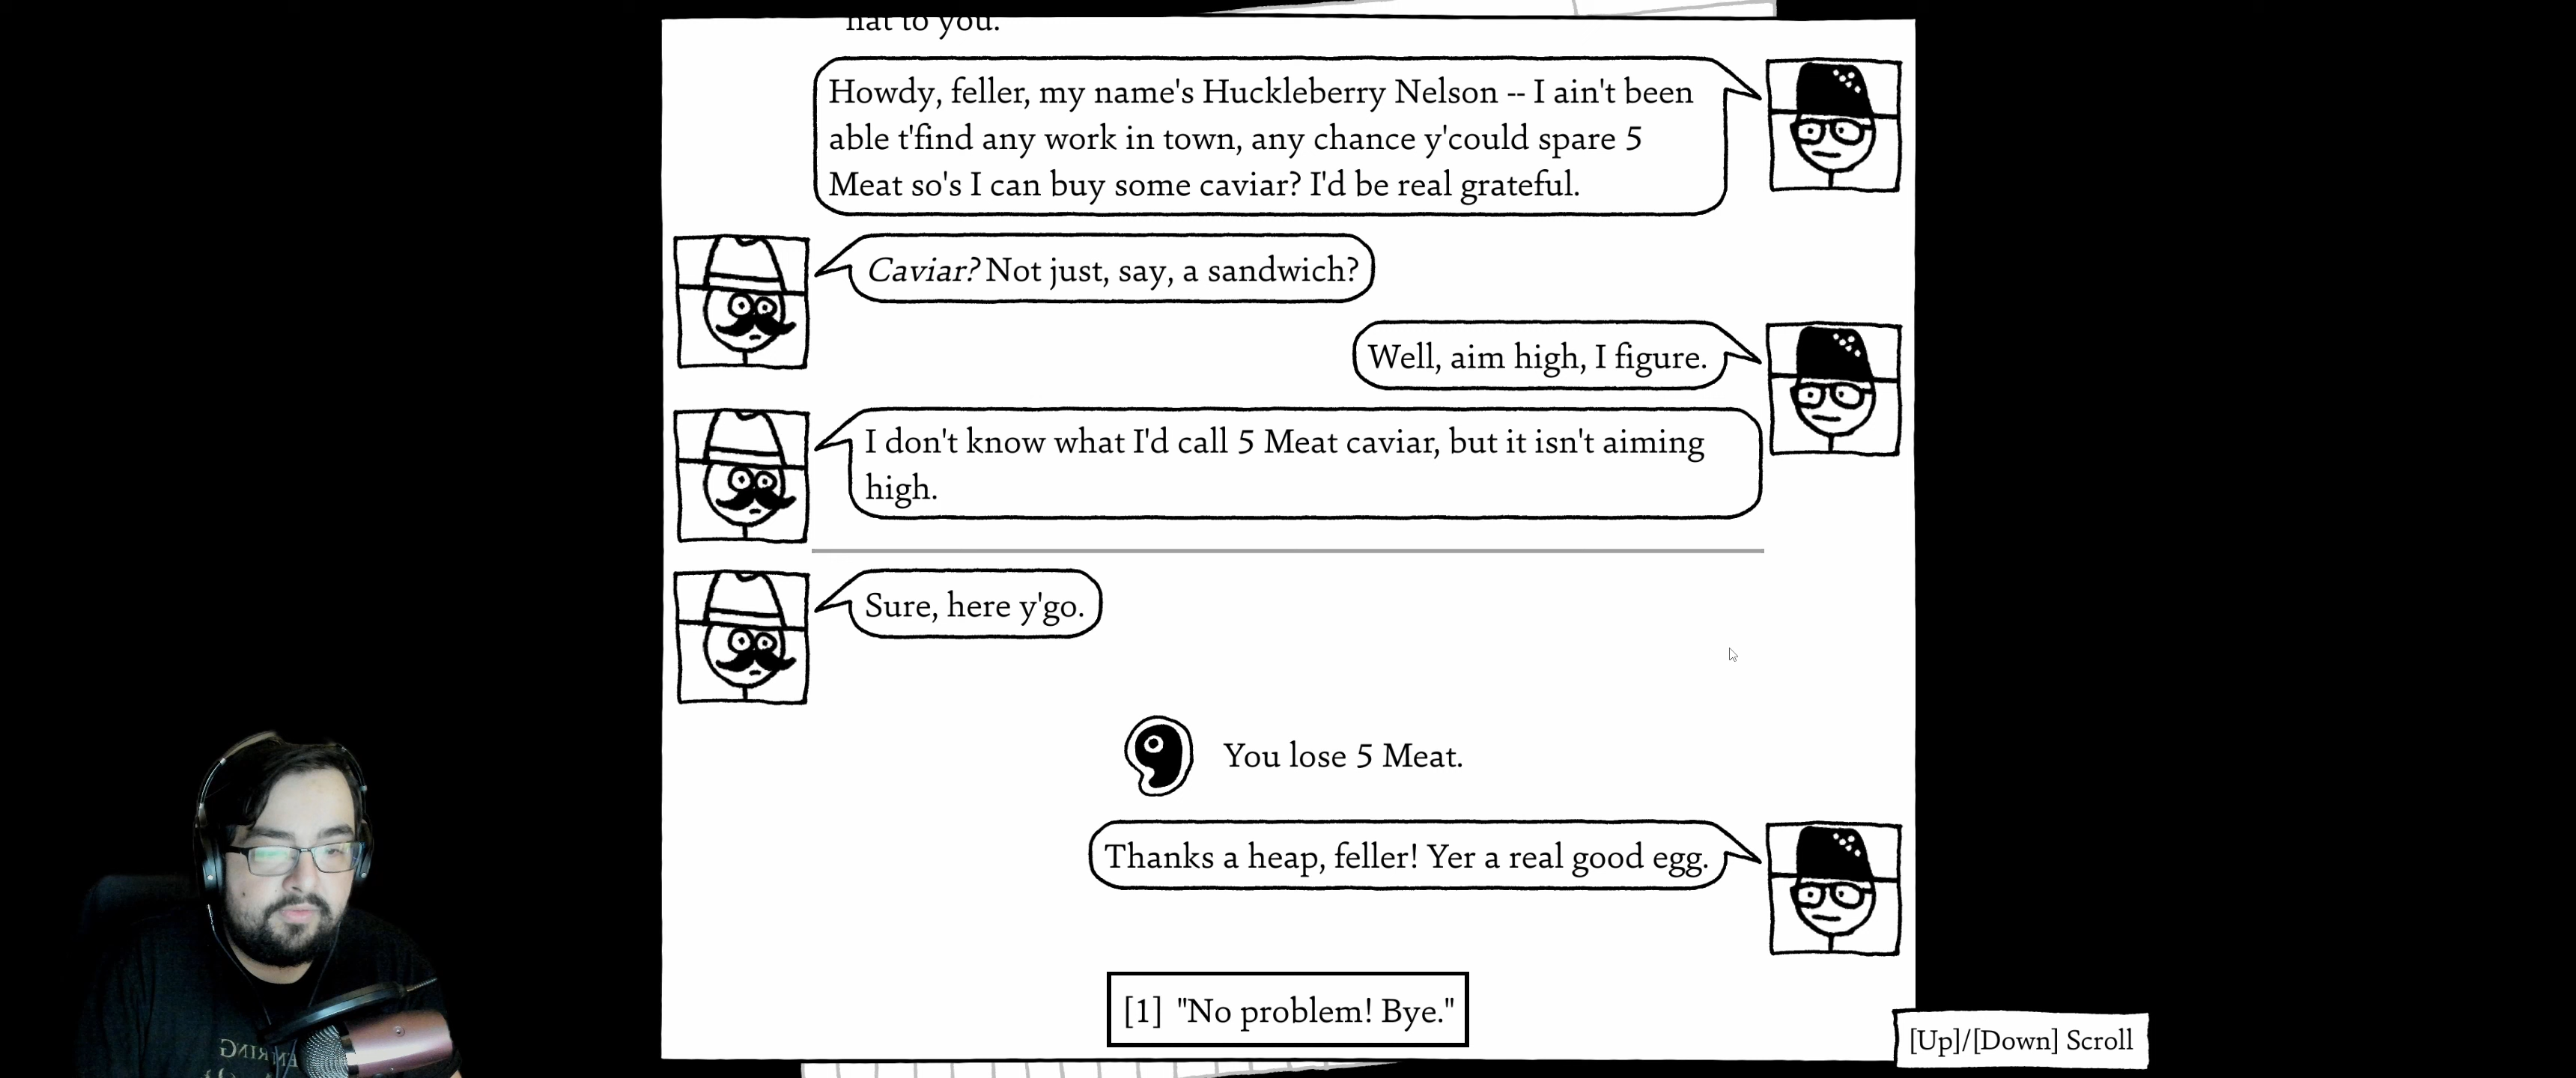 hat to you.
Howdy, feller, my name's Huckleberry Nelson -- I ain't been
able t'find any work in town, any chance y'could spare 5
Meat so's I can buy some caviar? I'd be real grateful.
Caviar? Not just, say, a sandwich?
Well, aim high, I figure.
I don't know what I'd call 5 Meat caviar, but it isn't aiming
high.
Sure, here y'go.
You lose 5 Meat.
Thanks a heap, feller! Yer a real good egg.
[1] "No problem! Bye."
[Up]/[Down] Scroll